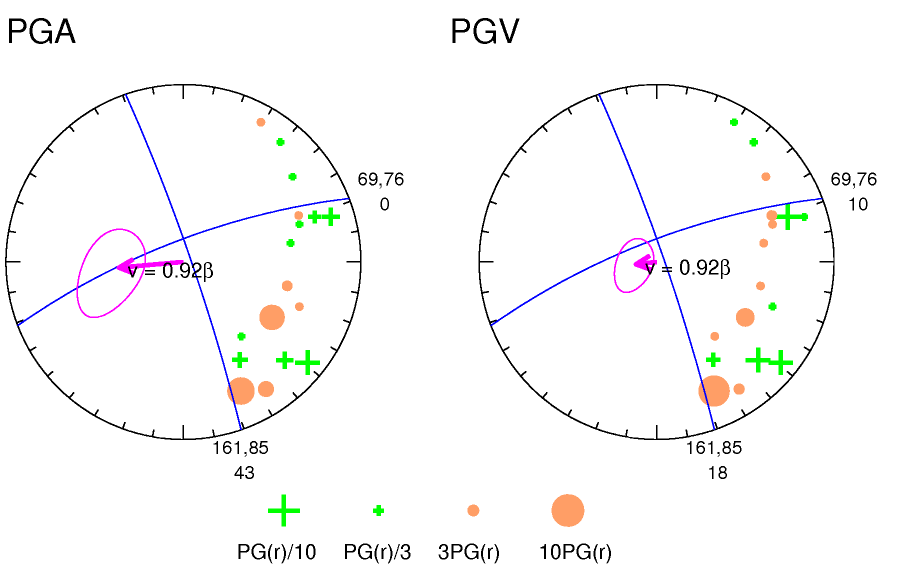 PGA
PGV
69,76
0
69,76
10
v = 0.92β
v = 0.92β
161,85
43
161,85
18
PG(r)/10
PG(r)/3
3PG(r)
10PG(r)